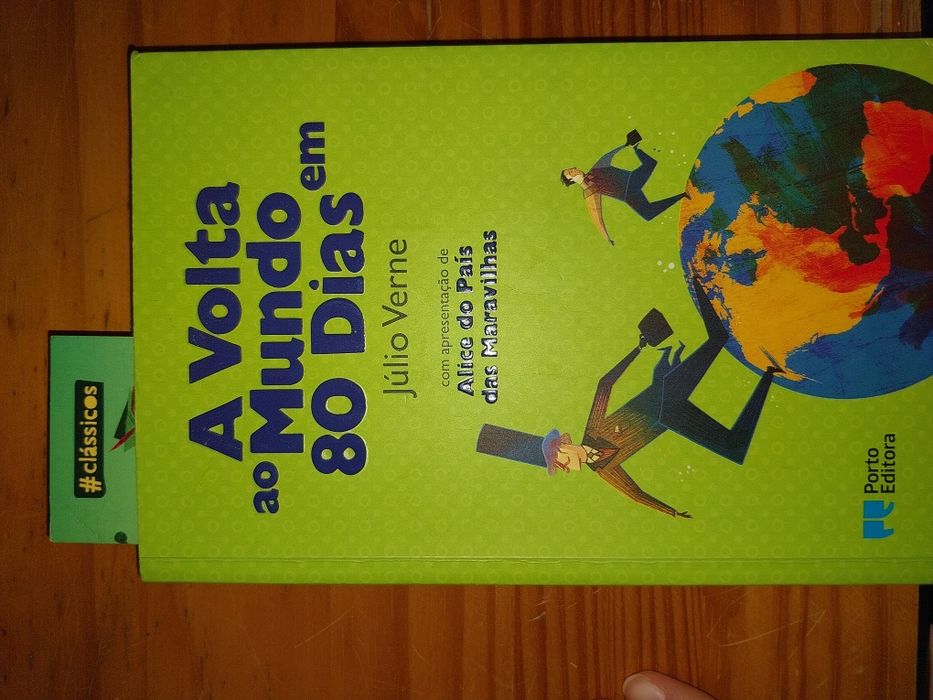 #clássicos
A Volta
ao Mundo em
80 Dias
Júlio Verne
com apresentação de
Alice do País
das Maravilhas
Porto
Editora